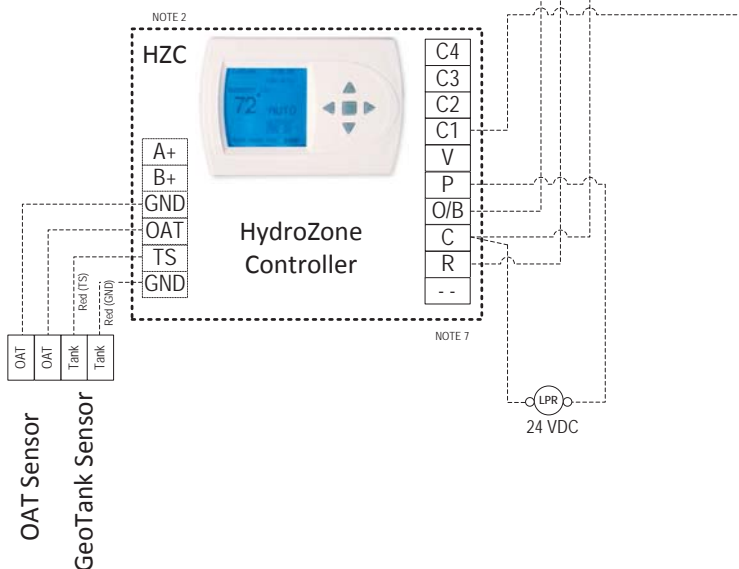 NOTE 2
HZC
72°
AUTO
A+
B+
GND
OAT
TS
GND
HydroZone
Controller
C4
C3
C2
C1
V
P
O/B
C
R
- -
NOTE 7
Red (TS)
Red (GND)
OAT
OAT
Tank
Tank
OAT Sensor
GeoTank Sensor
LPR
24 VDC